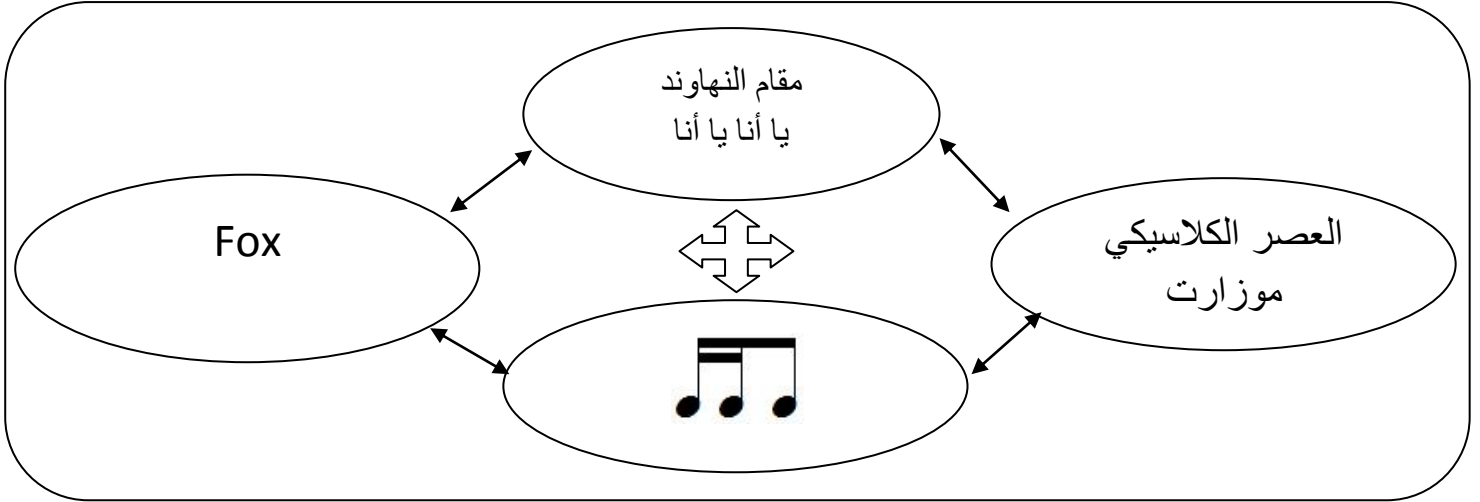 مقام النهاوند
يا أنا يا أنا
Fox
العصر الكلاسيكي
موزارت